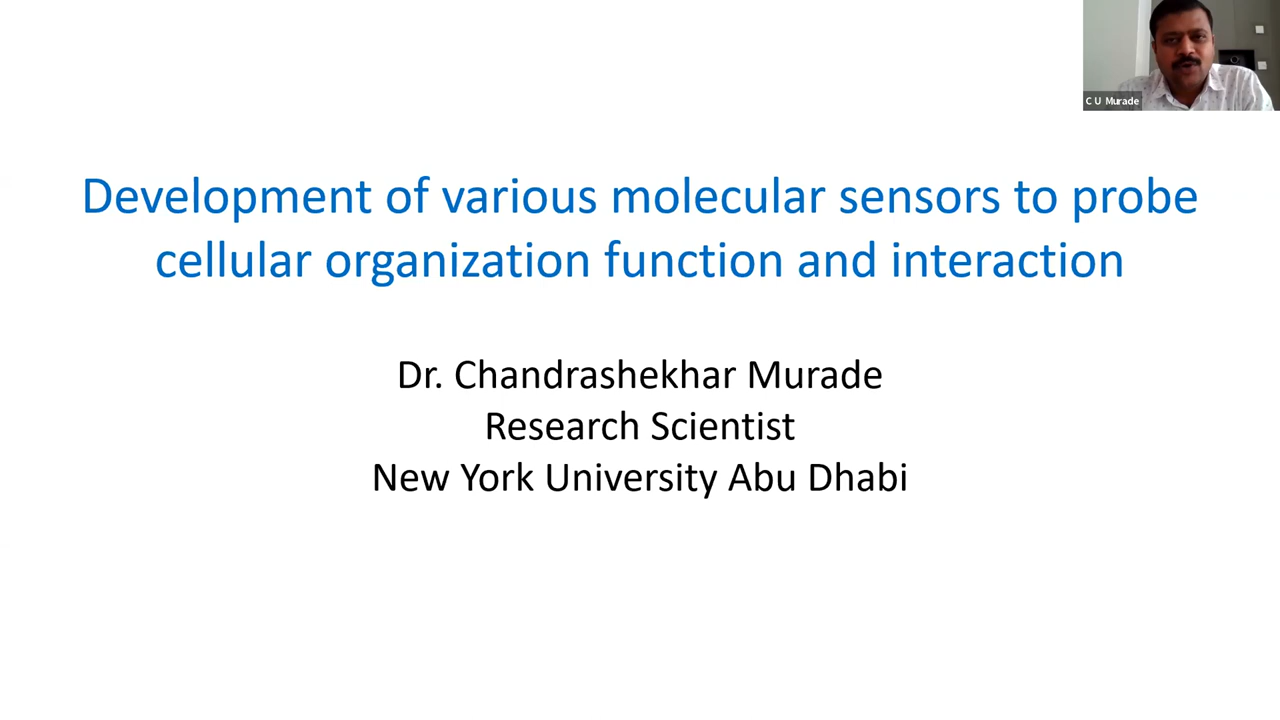 C U Murade
Development of various molecular sensors to probe
cellular organization function and interaction
Dr. Chandrashekhar Murade
Research Scientist
New York University Abu Dhabi